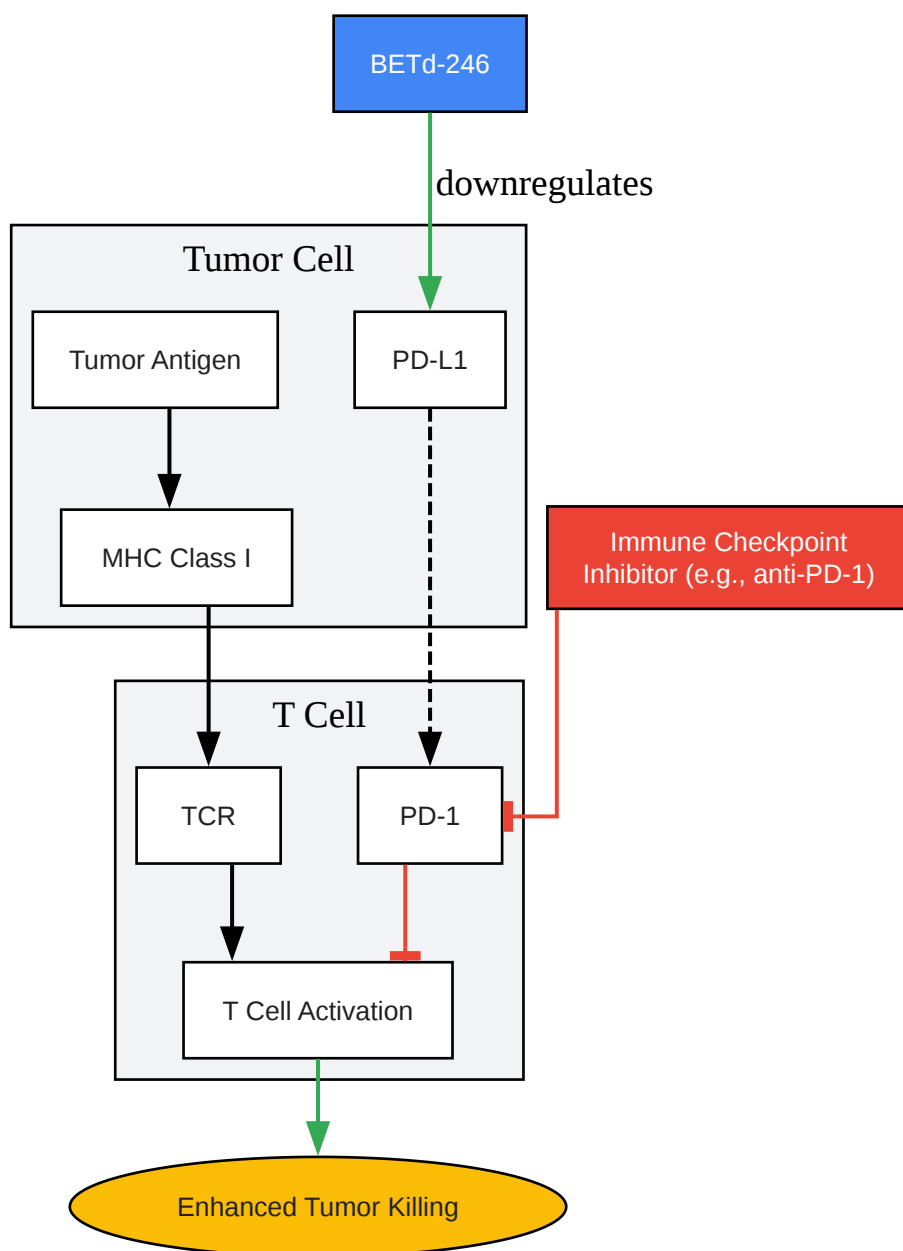 BETd-246
downregulates
Tumor Cell
Tumor Antigen
PD-L1
MHC Class I
Immune Checkpoint
Inhibitor (e.g., anti-PD-1)
T Cell
TCR
PD-1
T Cell Activation
Enhanced Tumor Killing